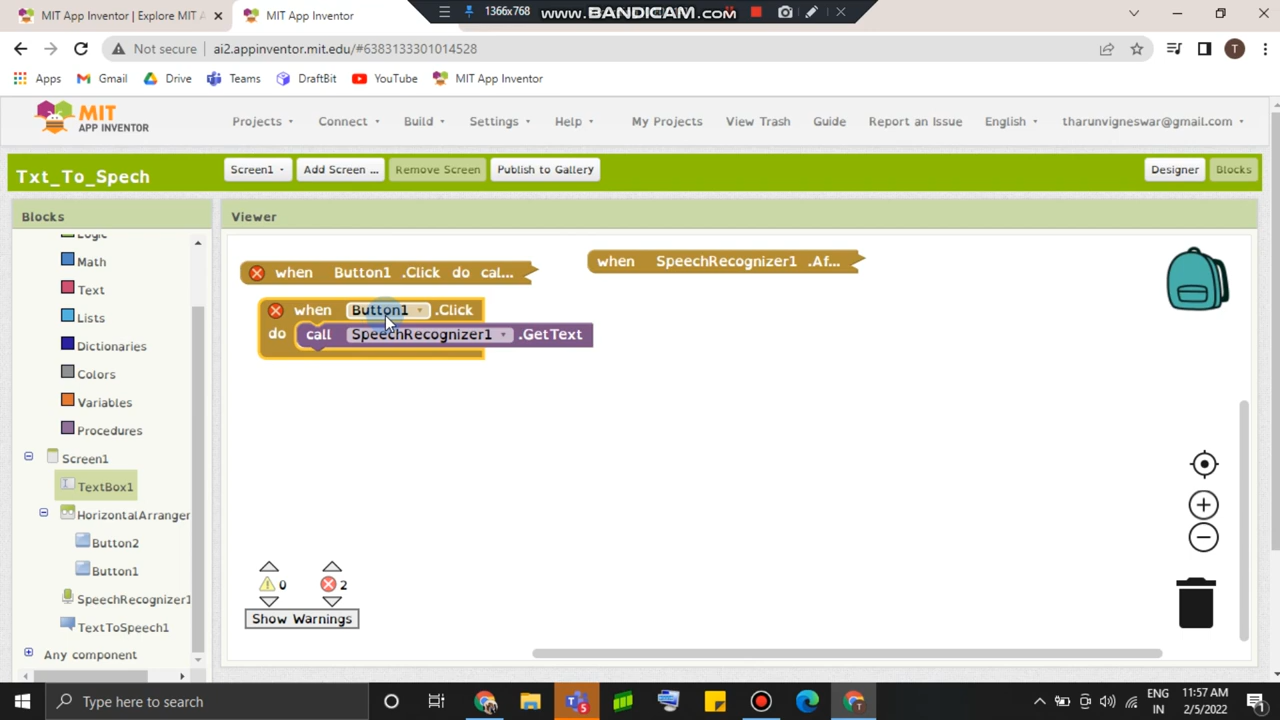 MIT App Inventor | Explore MIT A
MIT App Inventor
1366x768
www.BANDICAM.com
Not secure
ai2.appinventor.mit.edu/#6383133301014528
T
Apps
Gmail
Drive
Teams
DraftBit
YouTube
MIT App Inventor
MIT
APP INVENTOR
Projects
Connect
Build
Settings
Help
My Projects
View Trash
Guide
Report an Issue
English
tharunvigneswar@gmail.com
Txt_To_Spech
Screen1
Add Screen ...
Remove Screen
Publish to Gallery
Designer
Blocks
Blocks
Viewer
Logic
Math
Text
Lists
Dictionaries
Colors
Variables
Procedures
Screen1
TextBox1
HorizontalArranger
Button2
Button1
SpeechRecognizer1
TextToSpeech1
Any component
when Button1 .Click do cal...
when SpeechRecognizer1 .Af...
when Button1 .Click
do call SpeechRecognizer1 .GetText
0
2
Show Warnings
Type here to search
ENG
IN
11:57 AM
2/5/2022
1